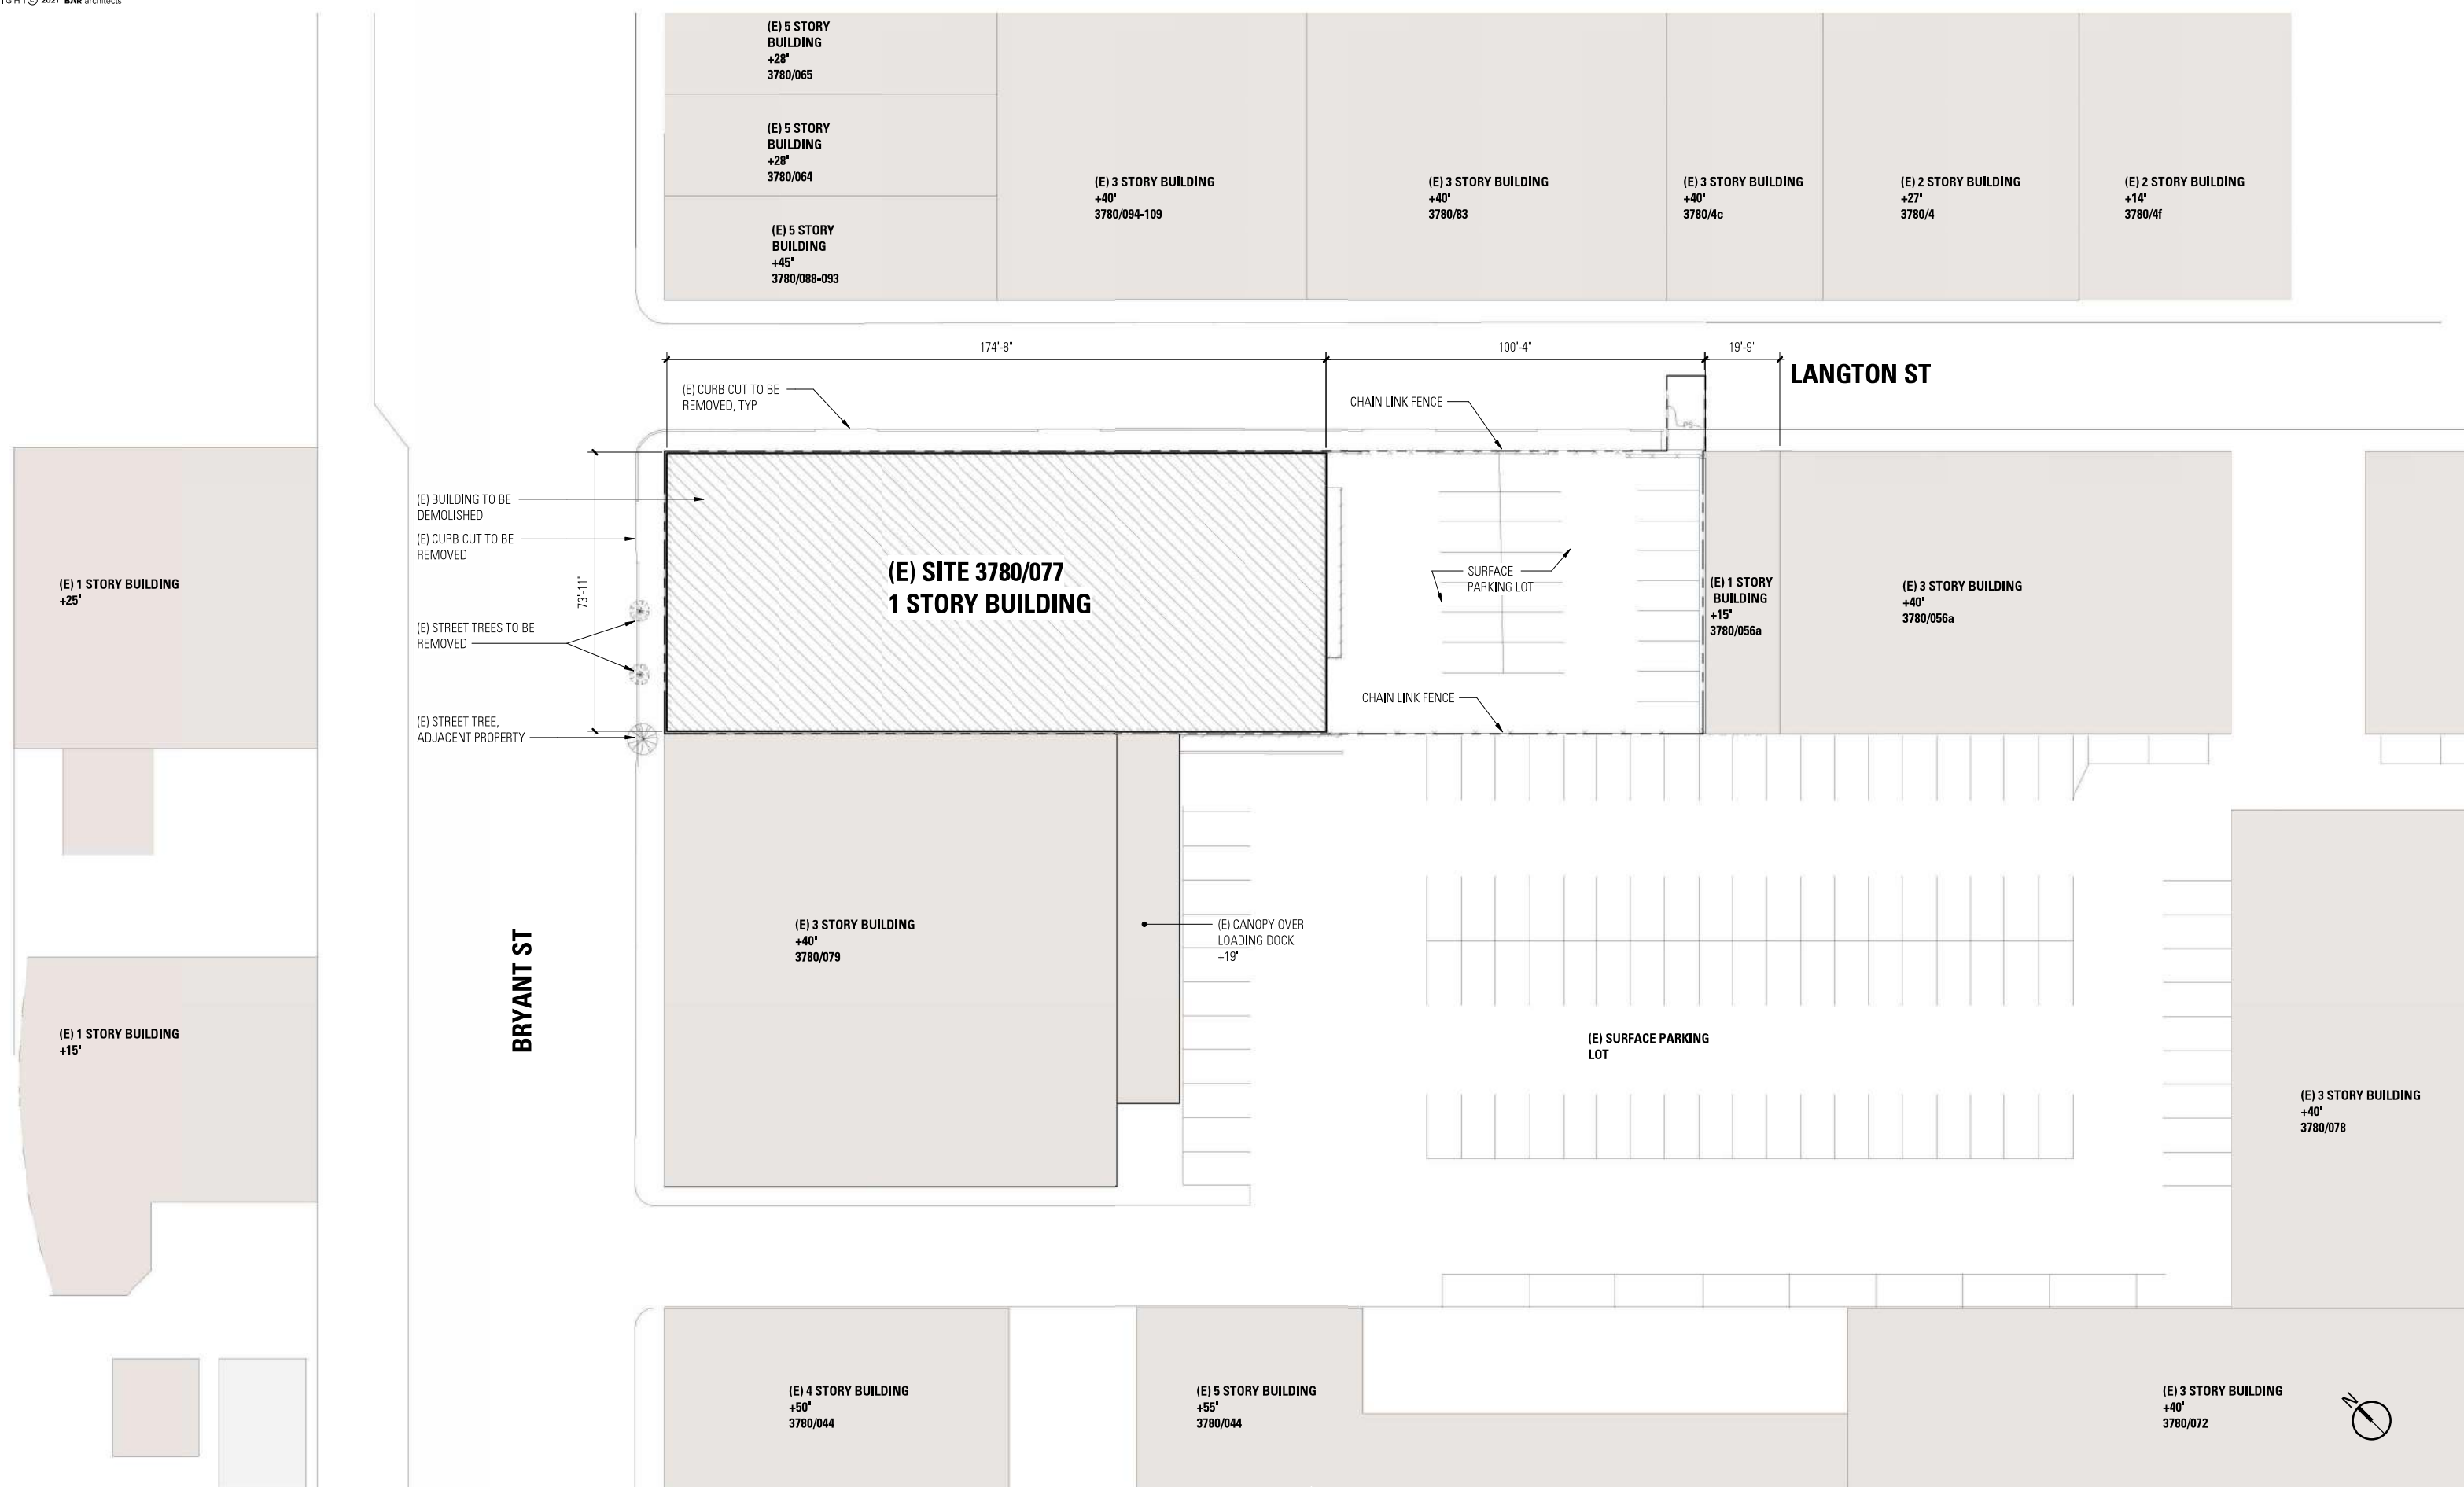 © 2021 BAR architects
(E) 5 STORY
BUILDING
+28'
3780/065
(E) 5 STORY
BUILDING
+28'
3780/064
(E) 5 STORY
BUILDING
+45'
3780/088-093
(E) 3 STORY BUILDING
+40'
3780/094-109
(E) 3 STORY BUILDING
+40'
3780/83
(E) 3 STORY BUILDING
+40'
3780/4c
(E) 2 STORY BUILDING
+27'
3780/4
(E) 2 STORY BUILDING
+14'
3780/4f
174'-8"
100'-4"
19'-9"
LANGTON ST
(E) CURB CUT TO BE
REMOVED, TYP
CHAIN LINK FENCE
(E) BUILDING TO BE
DEMOLISHED
(E) CURB CUT TO BE
REMOVED
73'-11"
(E) STREET TREES TO BE
REMOVED
(E) STREET TREE,
ADJACENT PROPERTY
(E) SITE 3780/077
1 STORY BUILDING
SURFACE
PARKING LOT
CHAIN LINK FENCE
(E) 1 STORY
BUILDING
+15'
3780/056a
(E) 3 STORY BUILDING
+40'
3780/056a
(E) 1 STORY BUILDING
+25'
(E) 3 STORY BUILDING
+40'
3780/079
(E) CANOPY OVER
LOADING DOCK
+19'
BRYANT ST
(E) 1 STORY BUILDING
+15'
(E) SURFACE PARKING
LOT
(E) 3 STORY BUILDING
+40'
3780/078
(E) 4 STORY BUILDING
+50'
3780/044
(E) 5 STORY BUILDING
+55'
3780/044
(E) 3 STORY BUILDING
+40'
3780/072
N